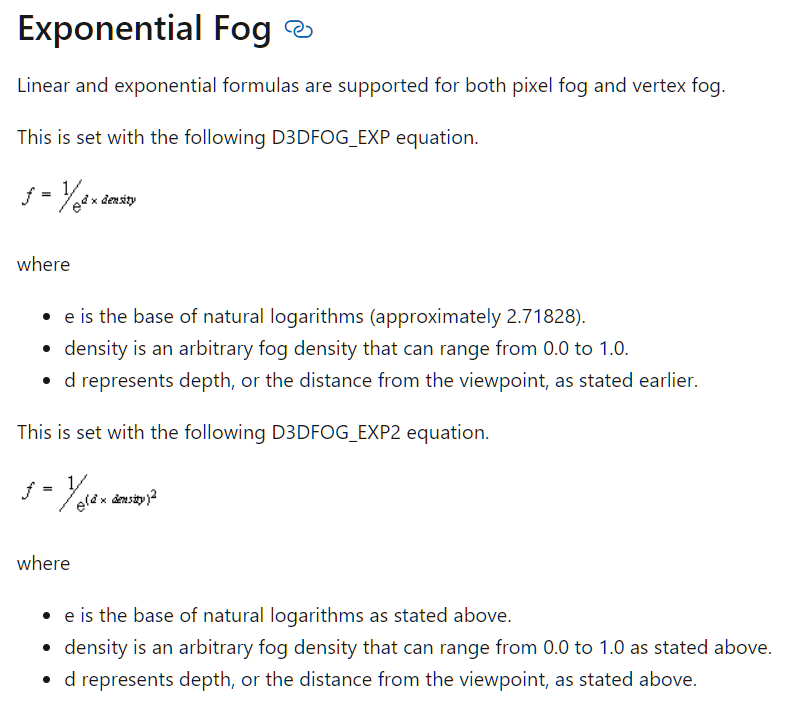 Exponential Fog
Linear and exponential formulas are supported for both pixel fog and vertex fog.
This is set with the following D3DFOG_EXP equation.
f = 1/e^{d × density}
where
• e is the base of natural logarithms (approximately 2.71828).
• density is an arbitrary fog density that can range from 0.0 to 1.0.
• d represents depth, or the distance from the viewpoint, as stated earlier.
This is set with the following D3DFOG_EXP2 equation.
f = 1/e^{(d × density)^2}
where
• e is the base of natural logarithms as stated above.
• density is an arbitrary fog density that can range from 0.0 to 1.0 as stated above.
• d represents depth, or the distance from the viewpoint, as stated above.